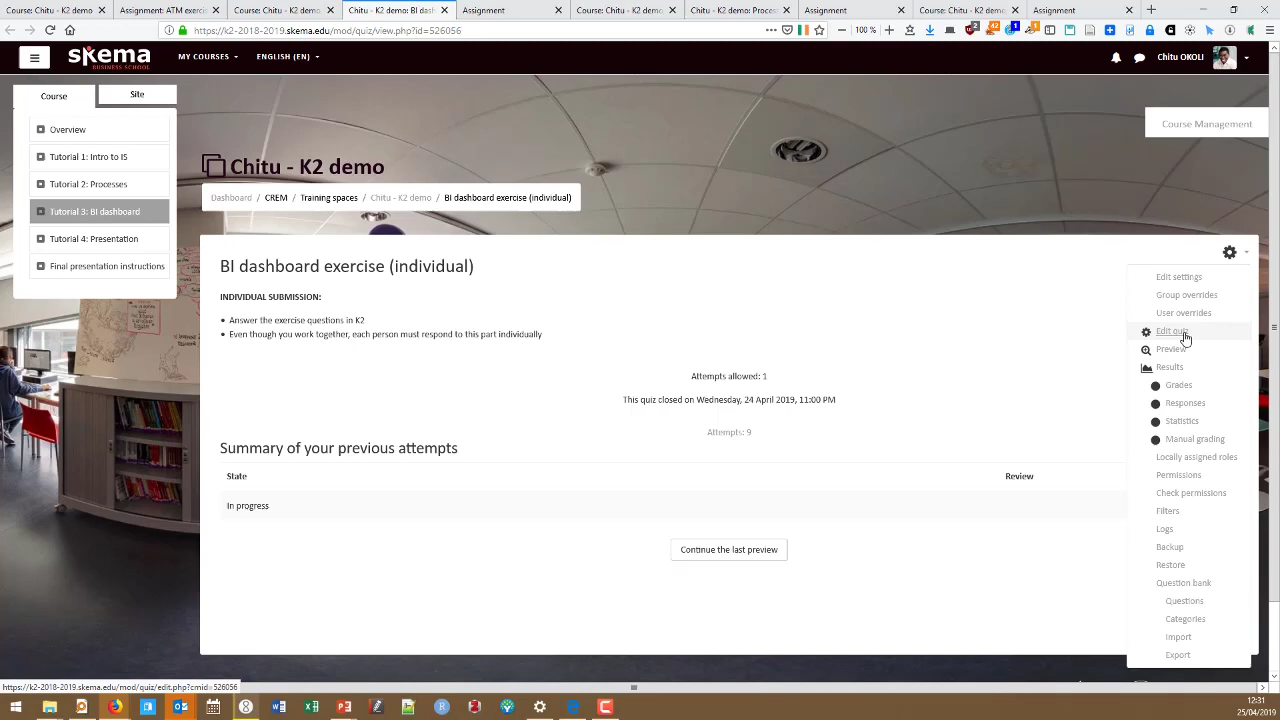 Course: Chitu - K2 demo
Assignment: ATM exercis
Course: Chitu - K2 demo
Chitu - K2 demo: BI dash
Assignment
Course: Chitu - K2 demo
Chitu - K2 demo Proces
Assignment
Course: Chitu - K2 demo
Assignment
https://k2-2018-2019.skema.edu/mod/quiz/view.php?id=526056
100 %
2
42
1
1
skema
BUSINESS SCHOOL
MY COURSES
ENGLISH (EN)
Chitu OKOLI
Course
Site
Overview
Tutorial 1: Intro to IS
Tutorial 2: Processes
Tutorial 3: BI dashboard
Tutorial 4: Presentation
Final presentation instructions
Course Management
Chitu - K2 demo
Dashboard / CREM / Training spaces / Chitu - K2 demo / BI dashboard exercise (individual)
BI dashboard exercise (individual)
INDIVIDUAL SUBMISSION:
• Answer the exercise questions in K2
• Even though you work together, each person must respond to this part individually
Attempts allowed: 1
This quiz closed on Wednesday, 24 April 2019, 11:00 PM
Attempts: 9
Summary of your previous attempts
State
Review
In progress
Continue the last preview
Edit settings
Group overrides
User overrides
Edit quiz
Preview
Results
Grades
Responses
Statistics
Manual grading
Locally assigned roles
Permissions
Check permissions
Filters
Logs
Backup
Restore
Question bank
Questions
Categories
Import
Export
https://k2-2018-2019.skema.edu/mod/quiz/edit.php?cmid=526056
12:31
25/04/2019